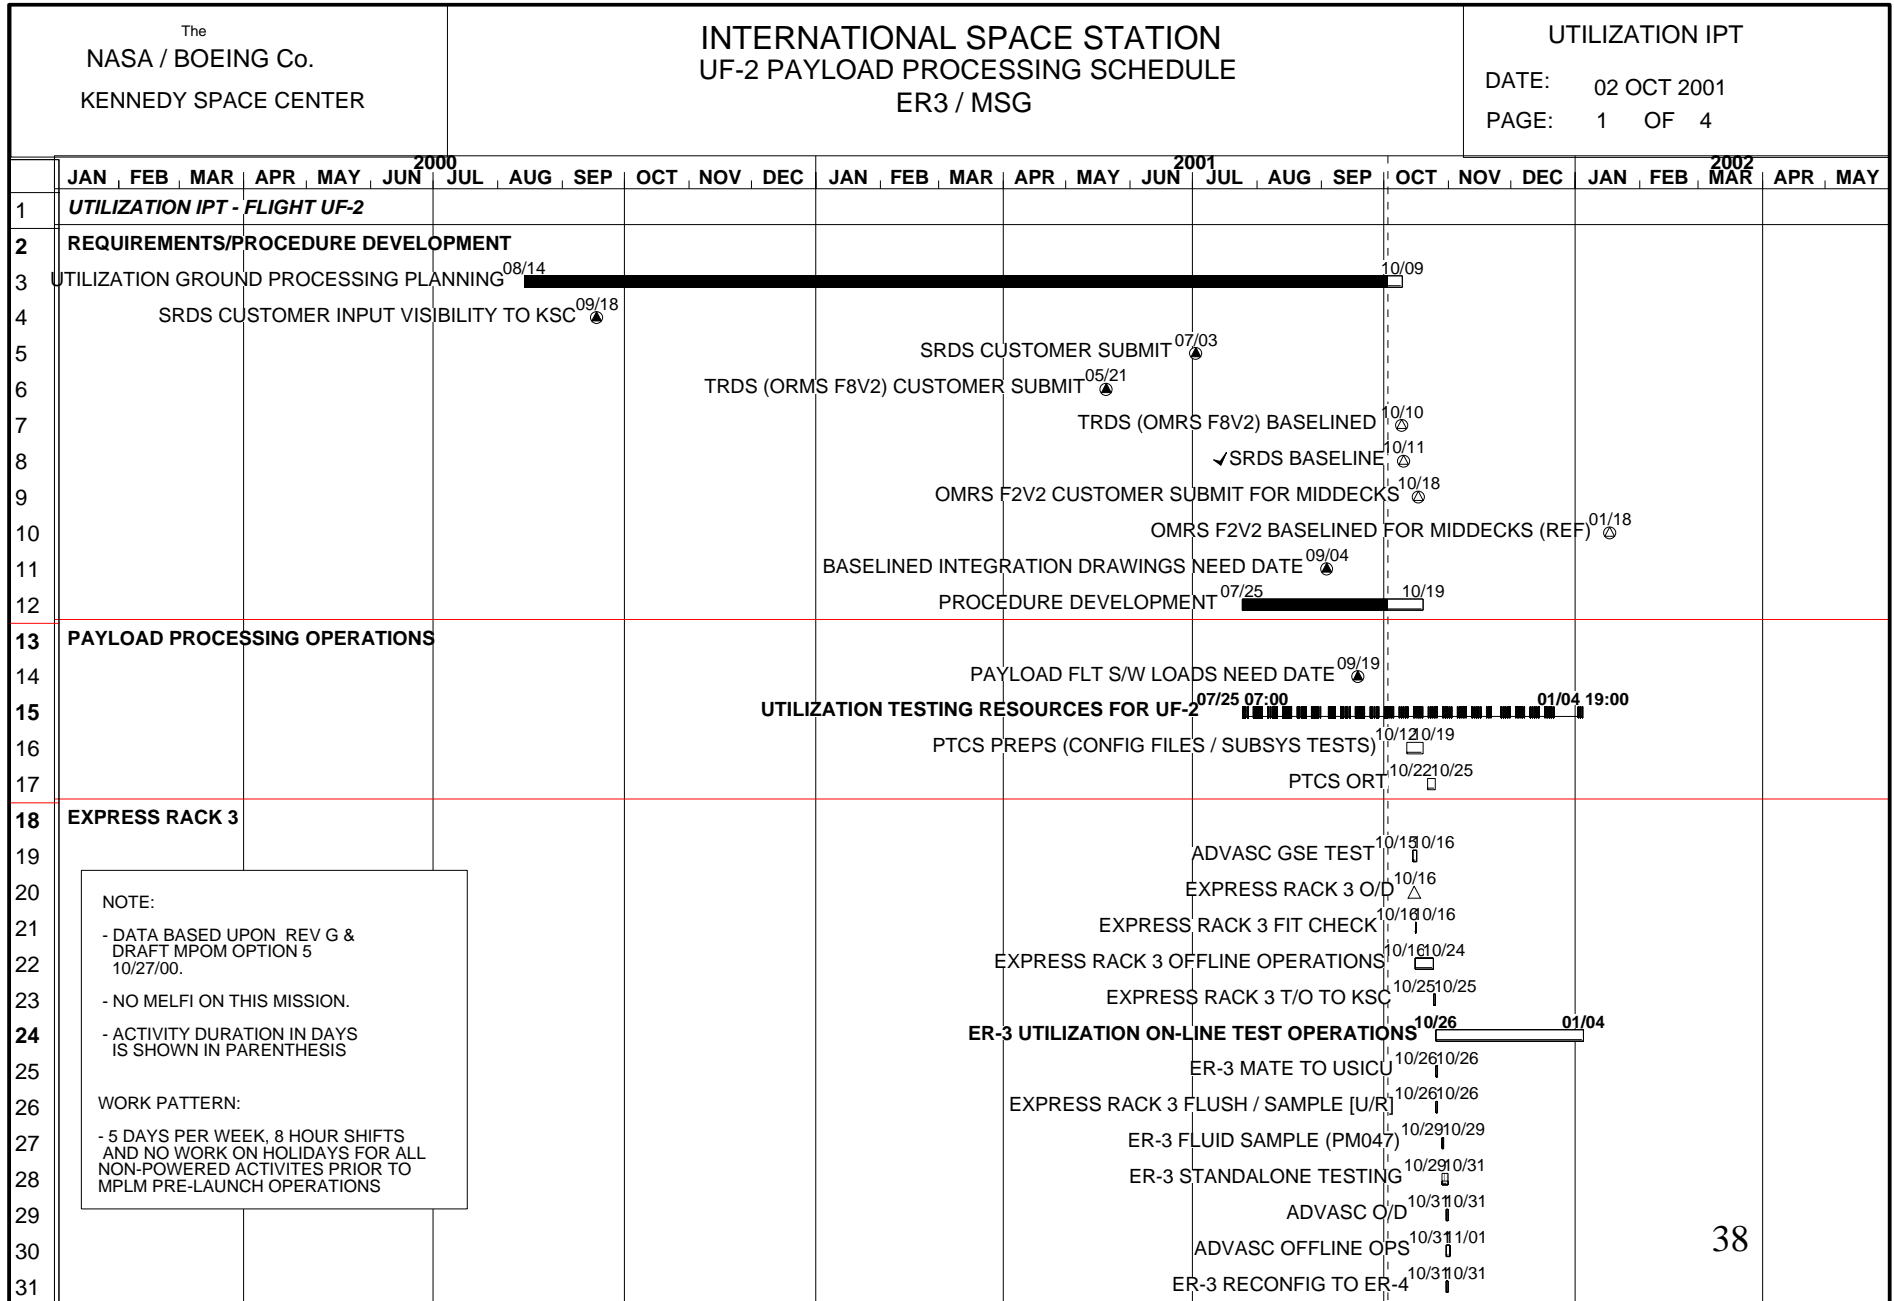 The
NASA / BOEING Co.
KENNEDY SPACE CENTER
INTERNATIONAL SPACE STATION
UF-2 PAYLOAD PROCESSING SCHEDULE
ER3 / MSG
UTILIZATION IPT
DATE: 02 OCT 2001
PAGE: 1 OF 4
2000 2001 2002
JAN FEB MAR APR MAY JUN JUL AUG SEP OCT NOV DEC JAN FEB MAR APR MAY JUN JUL AUG SEP OCT NOV DEC JAN FEB MAR APR MAY
1 UTILIZATION IPT - FLIGHT UF-2
2 REQUIREMENTS/PROCEDURE DEVELOPMENT
3 UTILIZATION GROUND PROCESSING PLANNING 08/14 10/09
4 SRDS CUSTOMER INPUT VISIBILITY TO KSC 09/18
5 SRDS CUSTOMER SUBMIT 07/03
6 TRDS (ORMS F8V2) CUSTOMER SUBMIT 05/21
7 TRDS (OMRS F8V2) BASELINED 10/10
8 ✓SRDS BASELINE 10/11
9 OMRS F2V2 CUSTOMER SUBMIT FOR MIDDECKS 10/18
10 OMRS F2V2 BASELINED FOR MIDDECKS (REF) 01/18
11 BASELINED INTEGRATION DRAWINGS NEED DATE 09/04
12 PROCEDURE DEVELOPMENT 07/25 10/19
13 PAYLOAD PROCESSING OPERATIONS
14 PAYLOAD FLT S/W LOADS NEED DATE 09/19
15 UTILIZATION TESTING RESOURCES FOR UF-2 07/25 07:00 01/04 19:00
16 PTCS PREPS (CONFIG FILES / SUBSYS TESTS) 10/12 10/19
17 PTCS ORT 10/22 10/25
18 EXPRESS RACK 3
19 ADVASC GSE TEST 10/15 10/16
20 EXPRESS RACK 3 O/D 10/16
21 EXPRESS RACK 3 FIT CHECK 10/16 10/16
22 EXPRESS RACK 3 OFFLINE OPERATIONS 10/16 10/24
23 EXPRESS RACK 3 T/O TO KSC 10/25 10/25
24 ER-3 UTILIZATION ON-LINE TEST OPERATIONS 10/26 01/04
25 ER-3 MATE TO USICU 10/26 10/26
26 EXPRESS RACK 3 FLUSH / SAMPLE [U/R] 10/26 10/26
27 ER-3 FLUID SAMPLE (PM047) 10/29 10/29
28 ER-3 STANDALONE TESTING 10/29 10/31
29 ADVASC O/D 10/31 10/31
30 ADVASC OFFLINE OPS 10/31 11/01
31 ER-3 RECONFIG TO ER-4 10/31 10/31
NOTE:
- DATA BASED UPON REV G &
DRAFT MPOM OPTION 5
10/27/00.
- NO MELFI ON THIS MISSION.
- ACTIVITY DURATION IN DAYS
IS SHOWN IN PARENTHESIS
WORK PATTERN:
- 5 DAYS PER WEEK, 8 HOUR SHIFTS
AND NO WORK ON HOLIDAYS FOR ALL
NON-POWERED ACTIVITES PRIOR TO
MPLM PRE-LAUNCH OPERATIONS
38